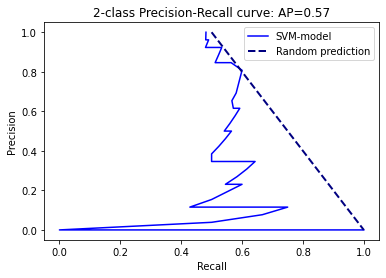 2-class Precision-Recall curve: AP=0.57
SVM-model
Random prediction
Precision
1.0
0.8
0.6
0.4
0.2
0.0
0.0 0.2 0.4 0.6 0.8 1.0
Recall